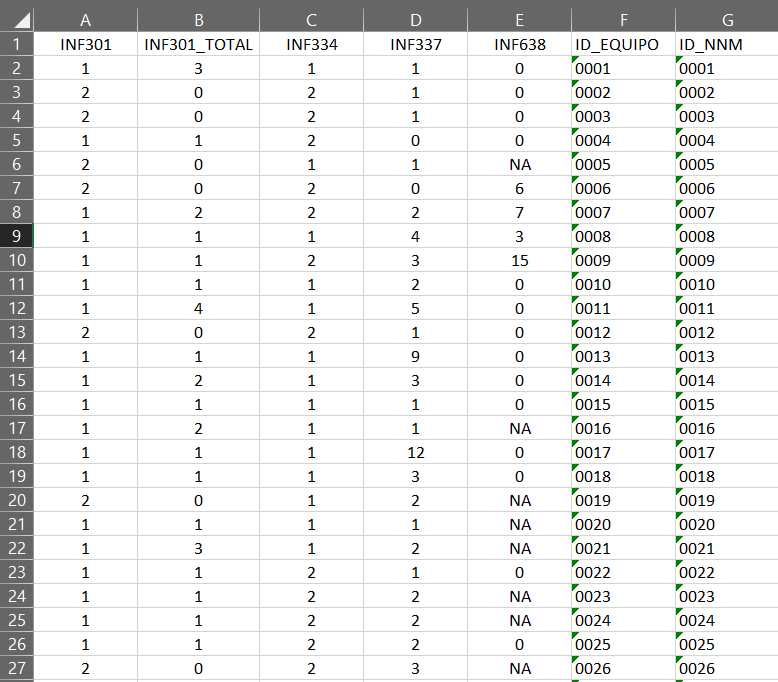 A B C D E F G
1 INF301 INF301_TOTAL INF334 INF337 INF638 ID_EQUIPO ID_NNM
2 1 3 1 1 0 0001 0001
3 2 0 2 1 0 0002 0002
4 2 0 2 1 0 0003 0003
5 1 1 2 0 0 0004 0004
6 2 0 1 1 NA 0005 0005
7 2 0 2 0 6 0006 0006
8 1 2 2 2 7 0007 0007
9 1 1 1 4 3 0008 0008
10 1 1 2 3 15 0009 0009
11 1 1 1 2 0 0010 0010
12 1 4 1 5 0 0011 0011
13 2 0 2 1 0 0012 0012
14 1 1 1 9 0 0013 0013
15 1 2 1 3 0 0014 0014
16 1 1 1 1 0 0015 0015
17 1 2 1 1 NA 0016 0016
18 1 1 1 12 0 0017 0017
19 1 1 1 3 0 0018 0018
20 2 0 1 2 NA 0019 0019
21 1 1 1 1 NA 0020 0020
22 1 3 1 2 NA 0021 0021
23 1 1 2 1 0 0022 0022
24 1 1 2 2 NA 0023 0023
25 1 1 2 2 NA 0024 0024
26 1 1 2 2 0 0025 0025
27 2 0 2 3 NA 0026 0026